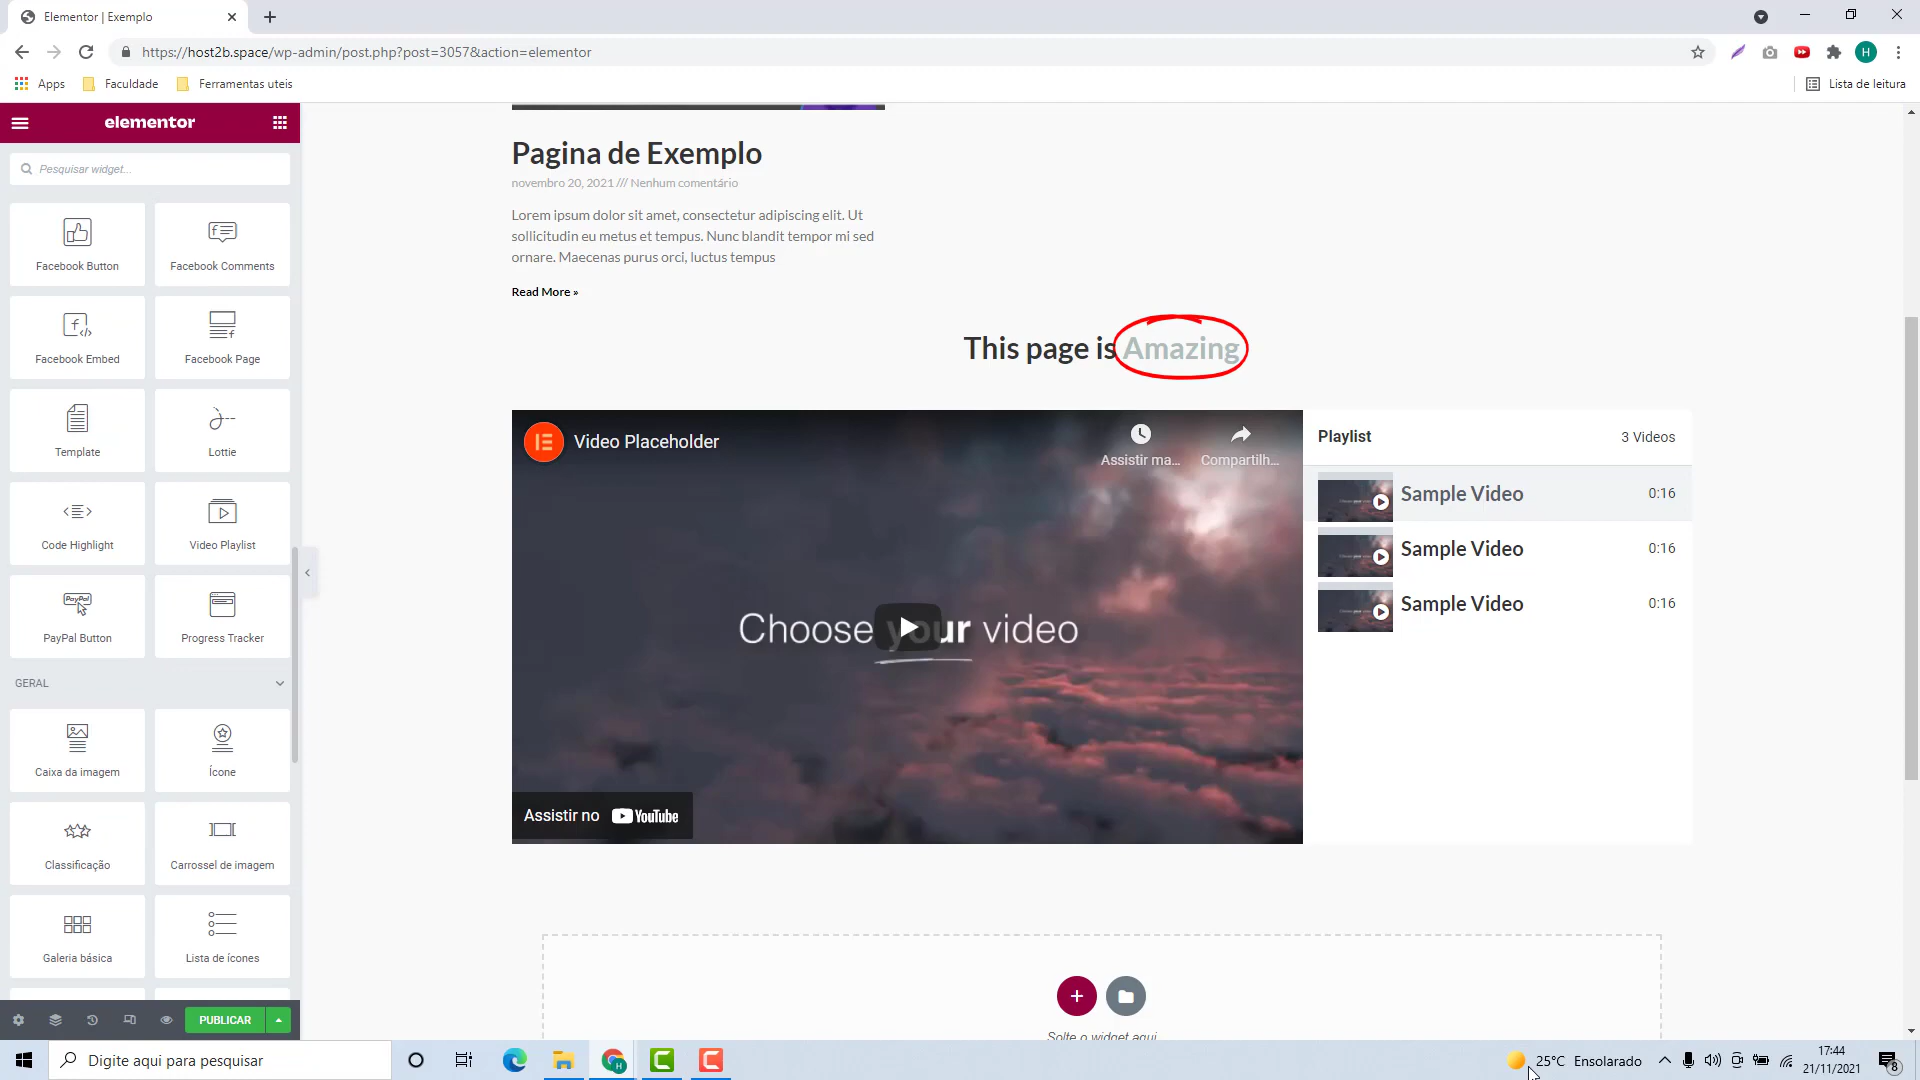 Elementor | Exemplo
https://host2b.space/wp-admin/post.php?post=3057&action=elementor
H
Apps
Faculdade
Ferramentas uteis
Lista de leitura
elementor
Pesquisar widget...
Facebook Button
Facebook Comments
Facebook Embed
Facebook Page
Template
Lottie
Code Highlight
Video Playlist
PayPal
PayPal Button
Progress Tracker
GERAL
Caixa da imagem
Ícone
Classificação
Carrossel de imagem
Galeria básica
Lista de ícones
PUBLICAR
Pagina de Exemplo
novembro 20, 2021 /// Nenhum comentário
Lorem ipsum dolor sit amet, consectetur adipiscing elit. Ut
sollicitudin eu metus et tempus. Nunc blandit tempor mi sed
ornare. Maecenas purus orci, luctus tempus
Read More »
This page is Amazing
Video Placeholder
Assistir ma...
Compartilh...
Choose your video
Assistir no YouTube
Playlist
3 Videos
Sample Video
0:16
Sample Video
0:16
Sample Video
0:16
Solte o widget aqui
Digite aqui para pesquisar
25°C Ensolarado
17:44
21/11/2021
8